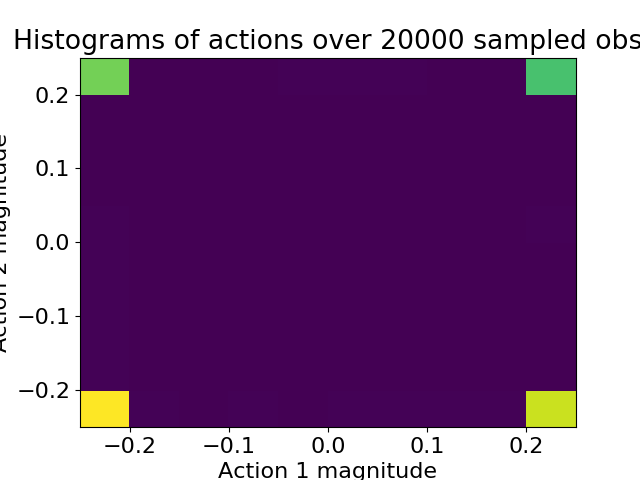 Histograms of actions over 20000 sampled obs
0.2
0.1
0.0
−0.1
−0.2
Action 2 magnitude
−0.2 −0.1 0.0 0.1 0.2
Action 1 magnitude